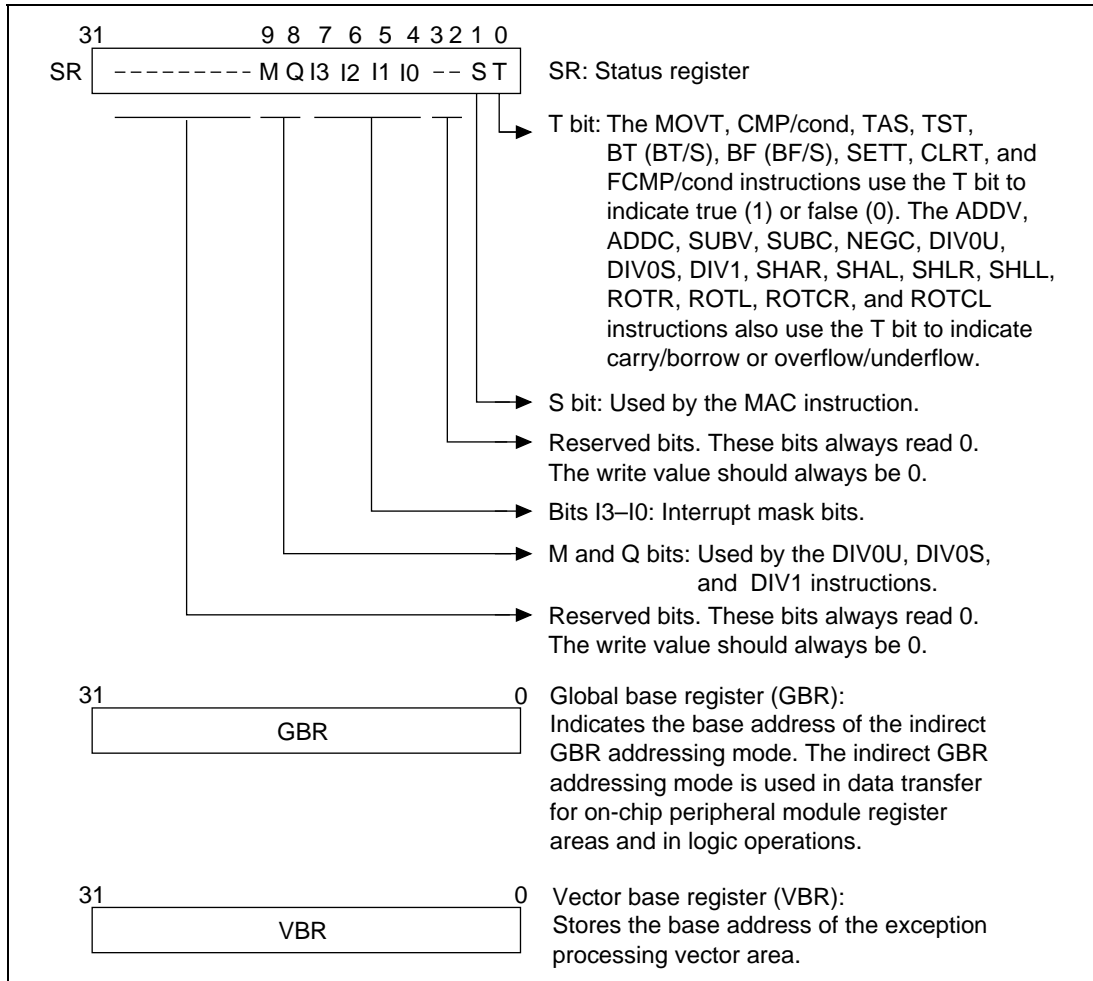 31 9 8 7 6 5 4 3 2 1 0
SR --------- M Q I3 I2 I1 I0 -- S T SR: Status register
T bit: The MOVT, CMP/cond, TAS, TST,
BT (BT/S), BF (BF/S), SETT, CLRT, and
FCMP/cond instructions use the T bit to
indicate true (1) or false (0). The ADDV,
ADDC, SUBV, SUBC, NEGC, DIV0U,
DIV0S, DIV1, SHAR, SHAL, SHLR, SHLL,
ROTR, ROTL, ROTCR, and ROTCL
instructions also use the T bit to indicate
carry/borrow or overflow/underflow.
S bit: Used by the MAC instruction.
Reserved bits. These bits always read 0.
The write value should always be 0.
Bits I3–I0: Interrupt mask bits.
M and Q bits: Used by the DIV0U, DIV0S,
and DIV1 instructions.
Reserved bits. These bits always read 0.
The write value should always be 0.
31 0 Global base register (GBR):
GBR
Indicates the base address of the indirect
GBR addressing mode. The indirect GBR
addressing mode is used in data transfer
for on-chip peripheral module register
areas and in logic operations.
31 0 Vector base register (VBR):
VBR
Stores the base address of the exception
processing vector area.